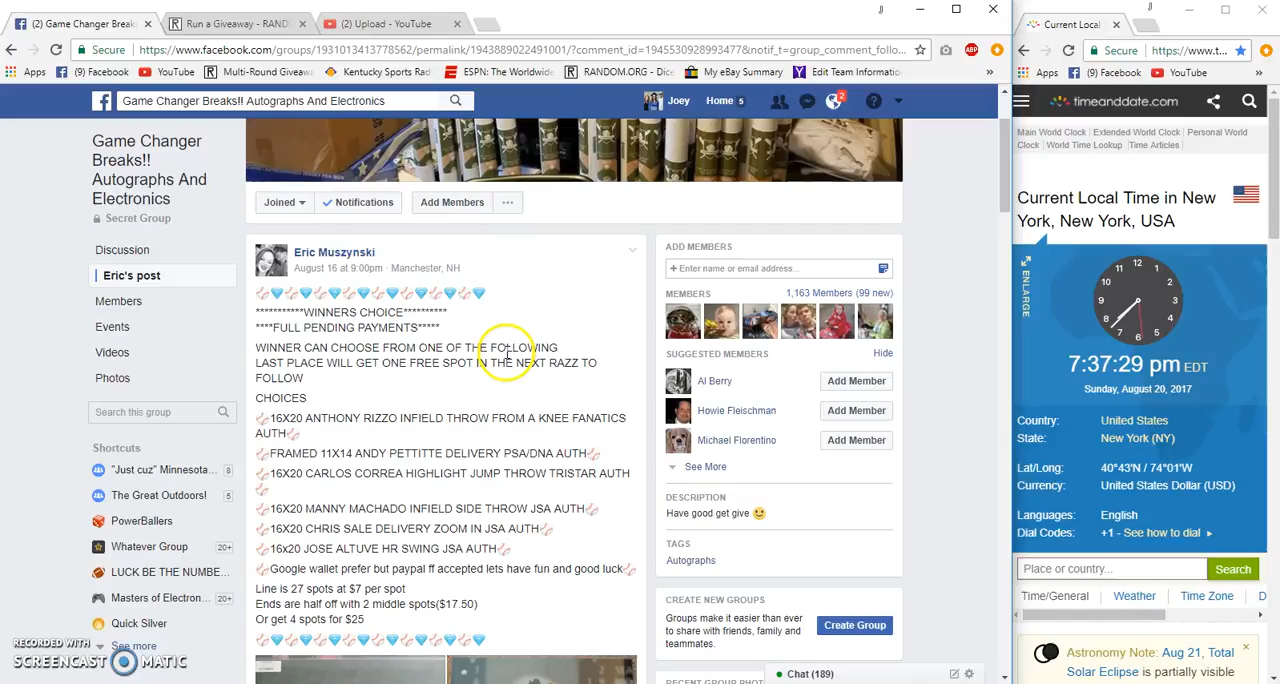 (2) Game Changer Break
Run a Giveaway - RAND
(2) Upload - YouTube
Current Local
Secure
https://www.facebook.com/groups/1931013413778562/permalink/1943889022491001/?comment_id=1945530928993477&notif_t=group_comment_follo...
Secure
https://www.t...
Apps
(9) Facebook
YouTube
Multi-Round Giveaw
Kentucky Sports Rad
ESPN: The Worldwide
RANDOM.ORG - Dice
My eBay Summary
Edit Team Informatio
»
Apps
(9) Facebook
YouTube
»
Game Changer Breaks!! Autographs And Electronics
Joey
Home 5
2
timeanddate.com
Main World Clock
Extended World Clock
Personal World
Clock
World Time Lookup
Time Articles
Game Changer
Breaks!!
Autographs And
Electronics
Secret Group
Joined
Notifications
Add Members
Current Local Time in New
York, New York, USA
Discussion
Eric's post
Members
Events
Videos
Photos
Search this group
Shortcuts
"Just cuz" Minnesota... 8
The Great Outdoors! 5
PowerBallers
Whatever Group 20+
LUCK BE THE NUMBE...
Masters of Electron... 20+
Quick Silver
See more
RECORDED WITH
SCREENCAST MATIC
Eric Muszynski
August 16 at 9:00pm · Manchester, NH
***********WINNERS CHOICE**********
****FULL PENDING PAYMENTS*****
WINNER CAN CHOOSE FROM ONE OF THE FOLLOWING
LAST PLACE WILL GET ONE FREE SPOT IN THE NEXT RAZZ TO
FOLLOW
CHOICES
⚾16X20 ANTHONY RIZZO INFIELD THROW FROM A KNEE FANATICS
AUTH⚾
⚾FRAMED 11X14 ANDY PETTITTE DELIVERY PSA/DNA AUTH⚾
⚾16X20 CARLOS CORREA HIGHLIGHT JUMP THROW TRISTAR AUTH
⚾
⚾16X20 MANNY MACHADO INFIELD SIDE THROW JSA AUTH⚾
⚾16X20 CHRIS SALE DELIVERY ZOOM IN JSA AUTH⚾
⚾16x20 JOSE ALTUVE HR SWING JSA AUTH⚾
⚾Google wallet prefer but paypal ff accepted lets have fun and good luck⚾
Line is 27 spots at $7 per spot
Ends are half off with 2 middle spots($17.50)
Or get 4 spots for $25
ADD MEMBERS
+ Enter name or email address...
MEMBERS
1,163 Members (99 new)
SUGGESTED MEMBERS
Hide
Al Berry
Add Member
Howie Fleischman
Add Member
Michael Florentino
Add Member
See More
DESCRIPTION
Have good get give 😉
TAGS
Autographs
CREATE NEW GROUPS
Groups make it easier than ever
to share with friends, family and
teammates.
Create Group
Chat (189)
ENLARGE
12
11
1
10
2
9
3
8
4
7
5
6
7:37:29 pm EDT
Sunday, August 20, 2017
Country: United States
State: New York (NY)
Lat/Long: 40°43'N / 74°01'W
Currency: United States Dollar (USD)
Languages: English
Dial Codes: +1 - See how to dial ▸
Place or country...
Search
Time/General
Weather
Time Zone
D
Astronomy Note: Aug 21, Total
Solar Eclipse is partially visible